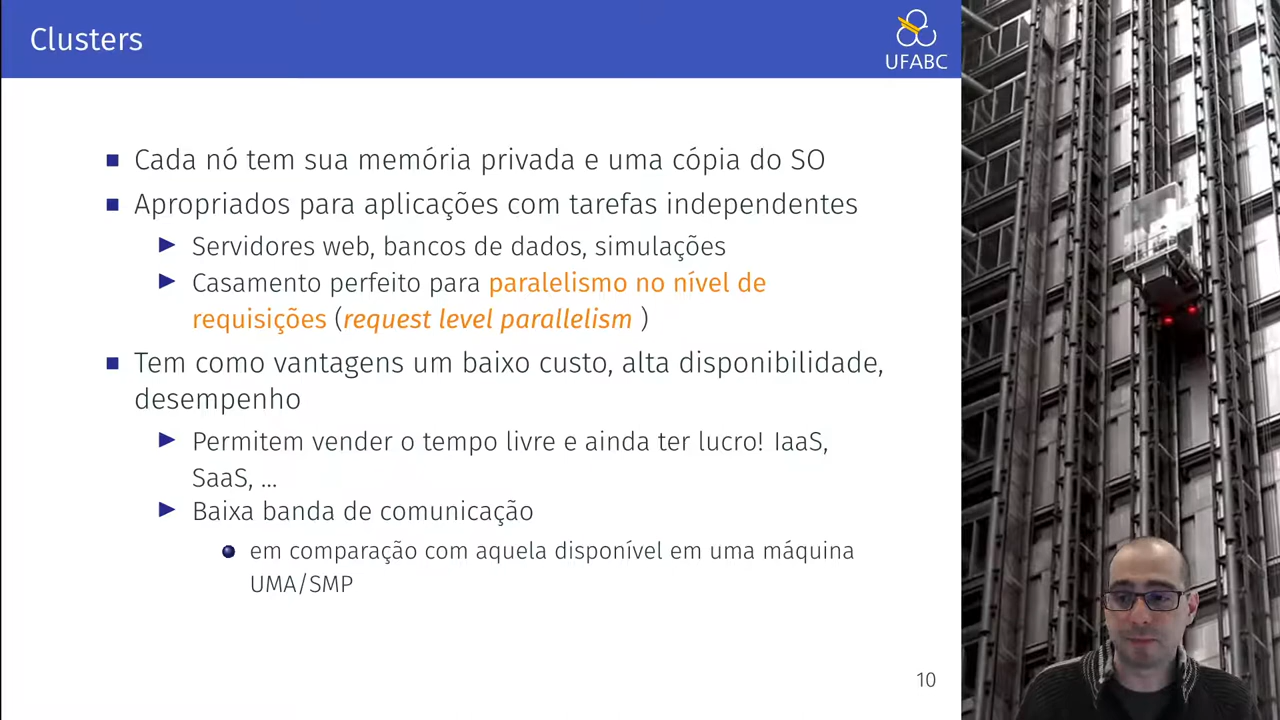 Clusters
UFABC
Cada nó tem sua memória privada e uma cópia do SO
Apropriados para aplicações com tarefas independentes
Servidores web, bancos de dados, simulações
Casamento perfeito para paralelismo no nível de
requisições (request level parallelism )
Tem como vantagens um baixo custo, alta disponibilidade,
desempenho
Permitem vender o tempo livre e ainda ter lucro! IaaS,
SaaS, ...
Baixa banda de comunicação
em comparação com aquela disponível em uma máquina
UMA/SMP
10